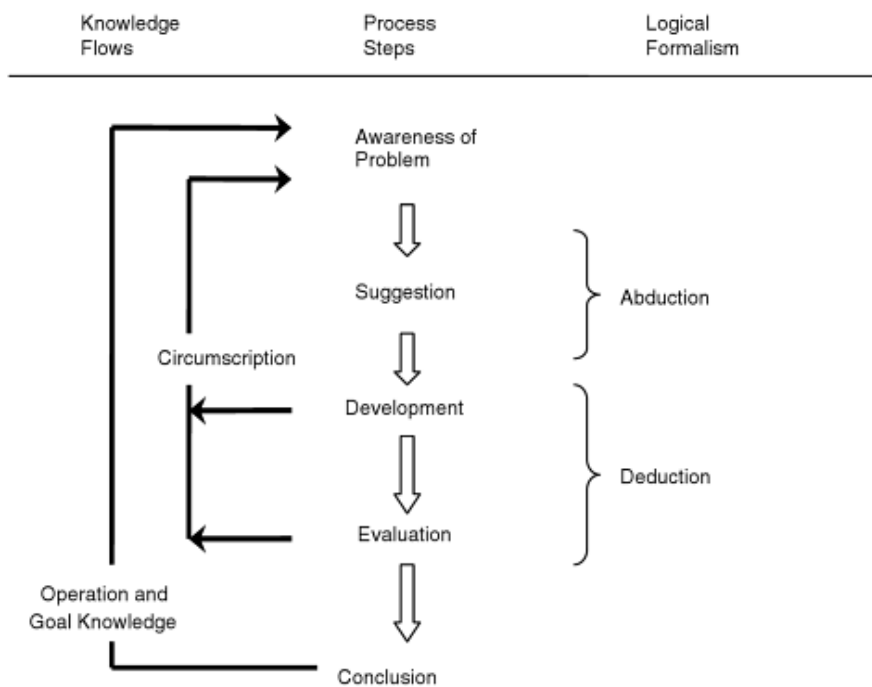 Knowledge
Flows
Process
Steps
Logical
Formalism
Awareness of
Problem
Suggestion
Abduction
Circumscription
Development
Deduction
Evaluation
Operation and
Goal Knowledge
Conclusion